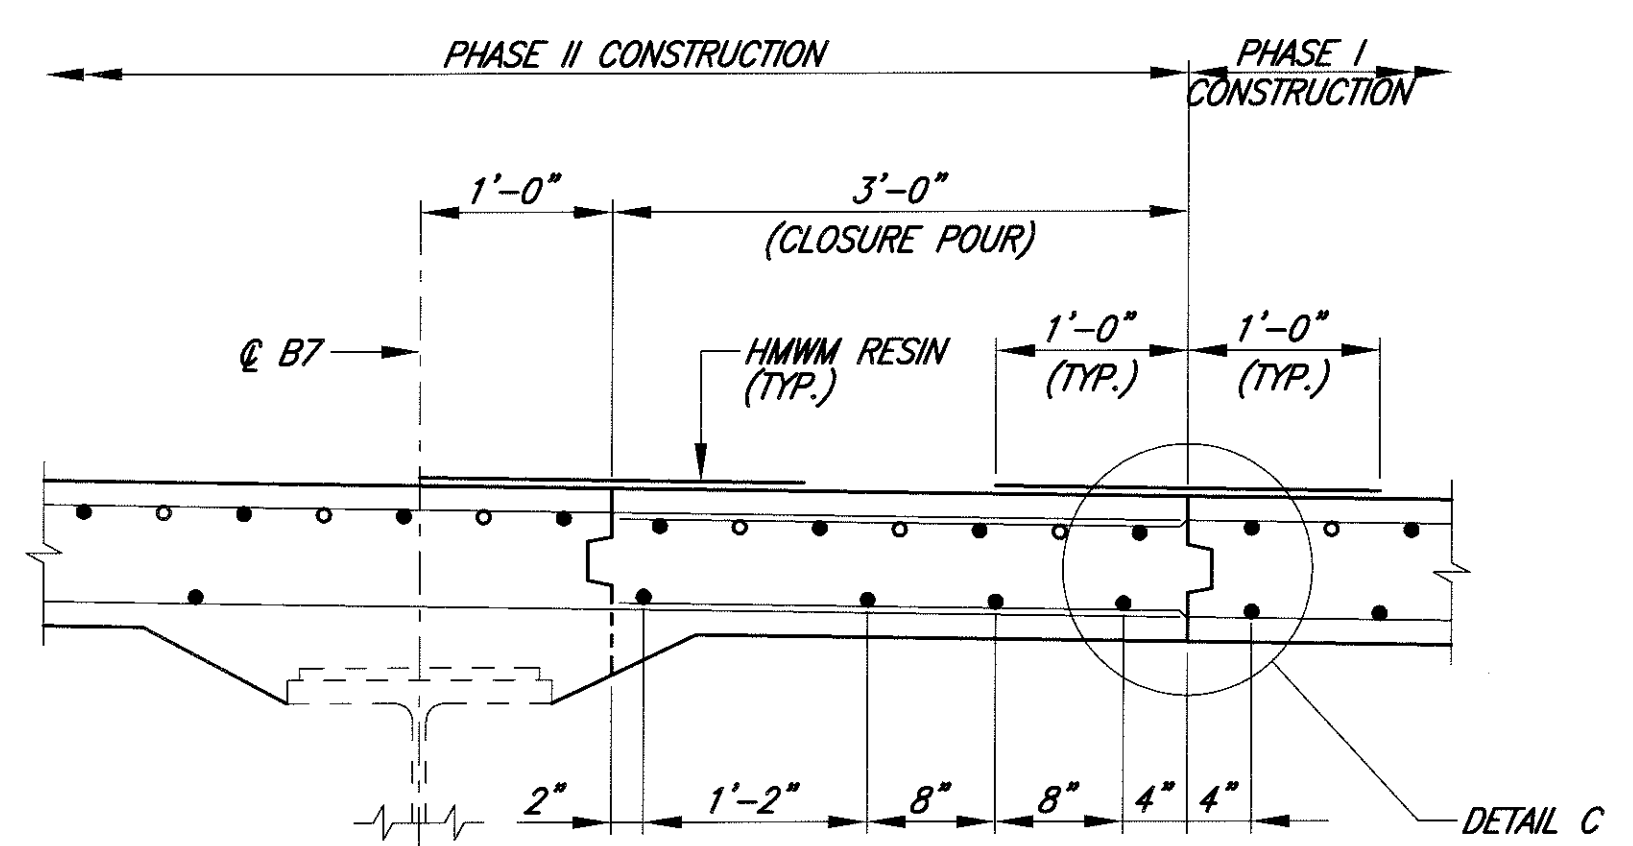 PHASE II CONSTRUCTION
PHASE I
CONSTRUCTION
1'-0"
3'-0"
(CLOSURE POUR)
℄ B7
HMWM RESIN
(TYP.)
1'-0"
(TYP.)
1'-0"
(TYP.)
2"
1'-2"
8"
8"
4"
4"
DETAIL C